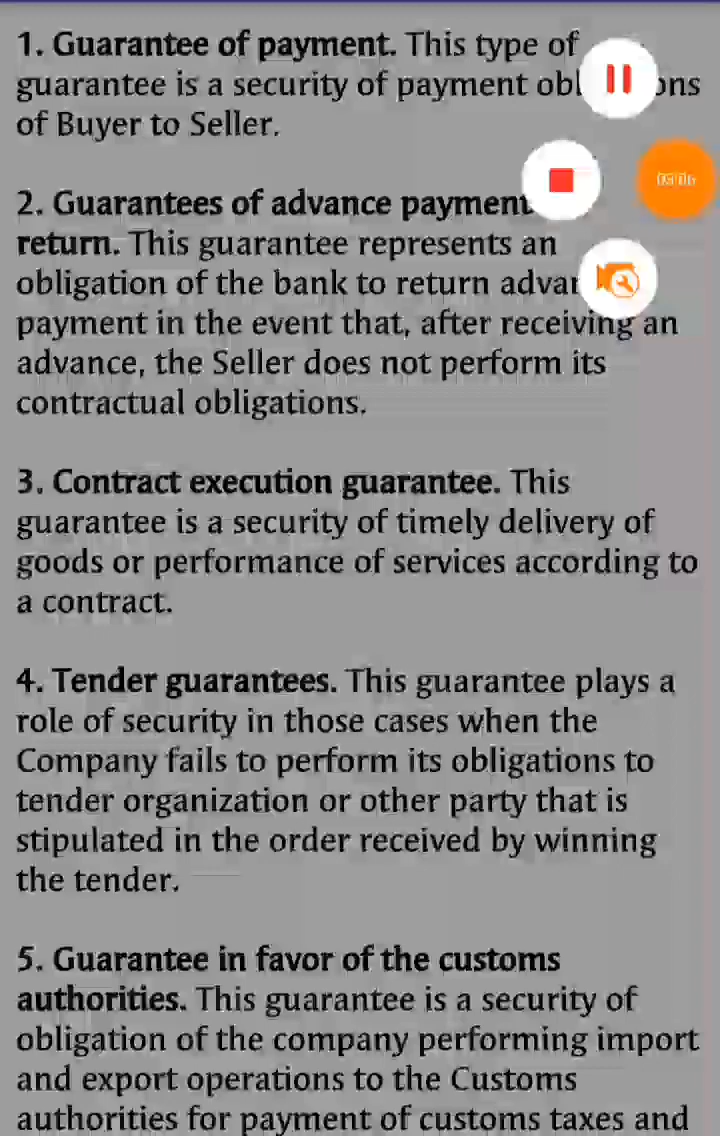 1. Guarantee of payment. This type of
guarantee is a security of payment
of Buyer to Seller.
2. Guarantees of advance payment
return. This guarantee represents an
obligation of the bank to return
payment in the event that, after receiving an
advance, the Seller does not perform its
contractual obligations.
3. Contract execution guarantee. This
guarantee is a security of timely delivery of
goods or performance of services according to
a contract.
4. Tender guarantees. This guarantee plays a
role of security in those cases when the
Company fails to perform its obligations to
tender organization or other party that is
stipulated in the order received by winning
the tender.
5. Guarantee in favor of the customs
authorities. This guarantee is a security of
obligation of the company performing import
and export operations to the Customs
authorities for payment of customs taxes and